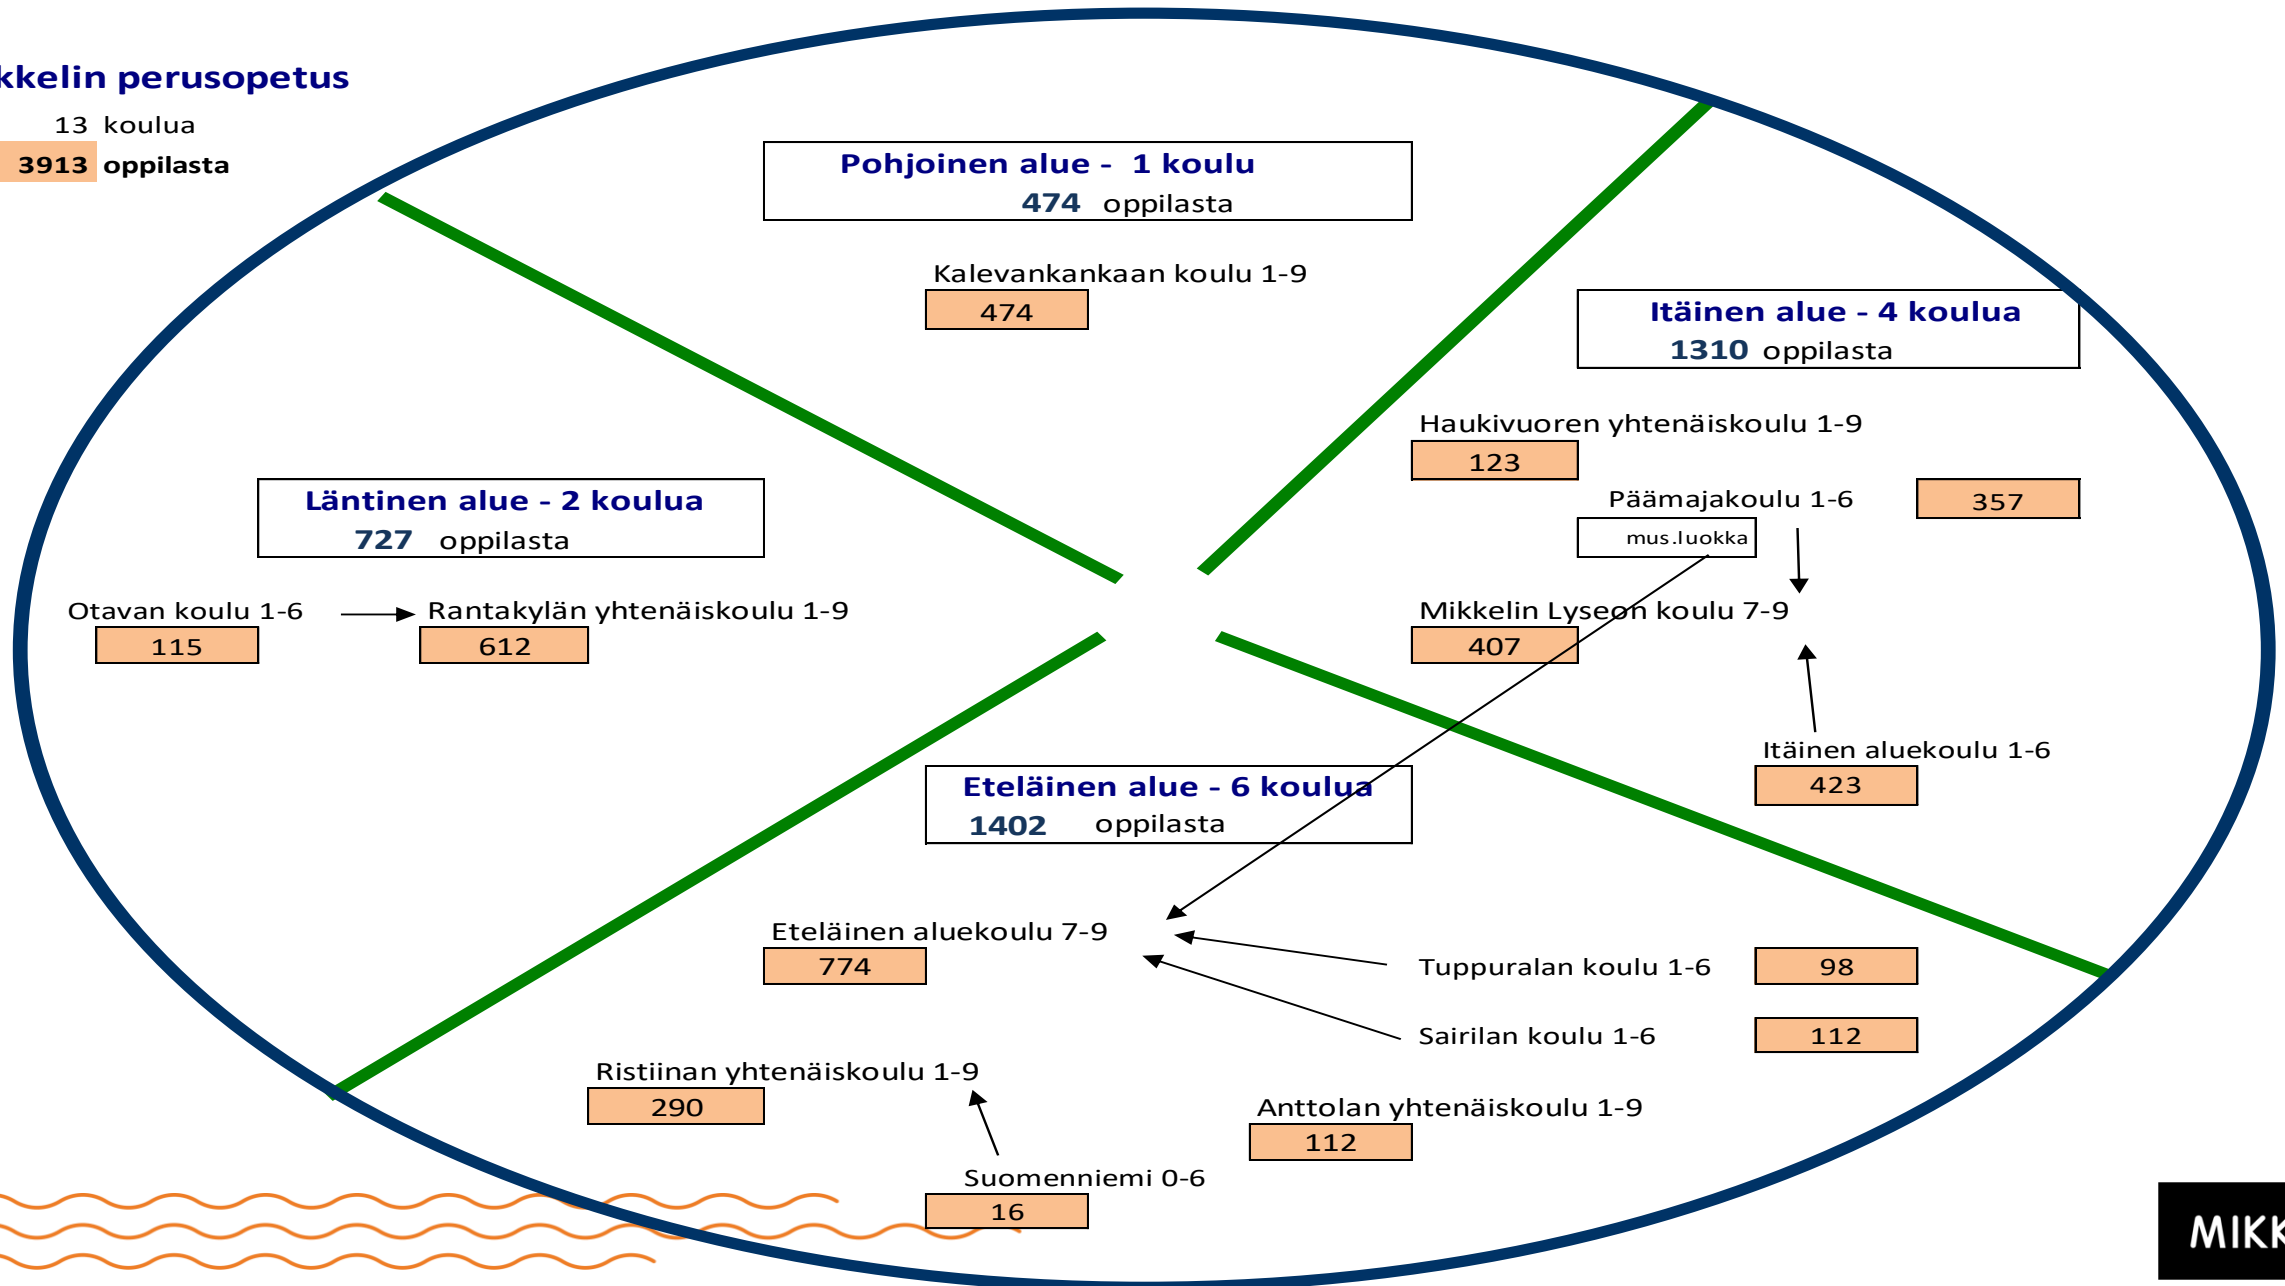 kkelin perusopetus
13 koulua
3913 oppilasta
Pohjoinen alue - 1 koulu
474 oppilasta
Kalevankankaan koulu 1-9
474
Itäinen alue - 4 koulua
1310 oppilasta
Haukivuoren yhtenäiskoulu 1-9
123
Päämajakoulu 1-6 357
mus.luokka
Mikkelin Lyseon koulu 7-9
407
Itäinen aluekoulu 1-6
423
Läntinen alue - 2 koulua
727 oppilasta
Otavan koulu 1-6 Rantakylän yhtenäiskoulu 1-9
115 612
Eteläinen alue - 6 koulua
1402 oppilasta
Eteläinen aluekoulu 7-9
774
Tuppuralan koulu 1-6 98
Sairilan koulu 1-6 112
Ristiinan yhtenäiskoulu 1-9
290
Anttolan yhtenäiskoulu 1-9
112
Suomenniemi 0-6
16
MIKK